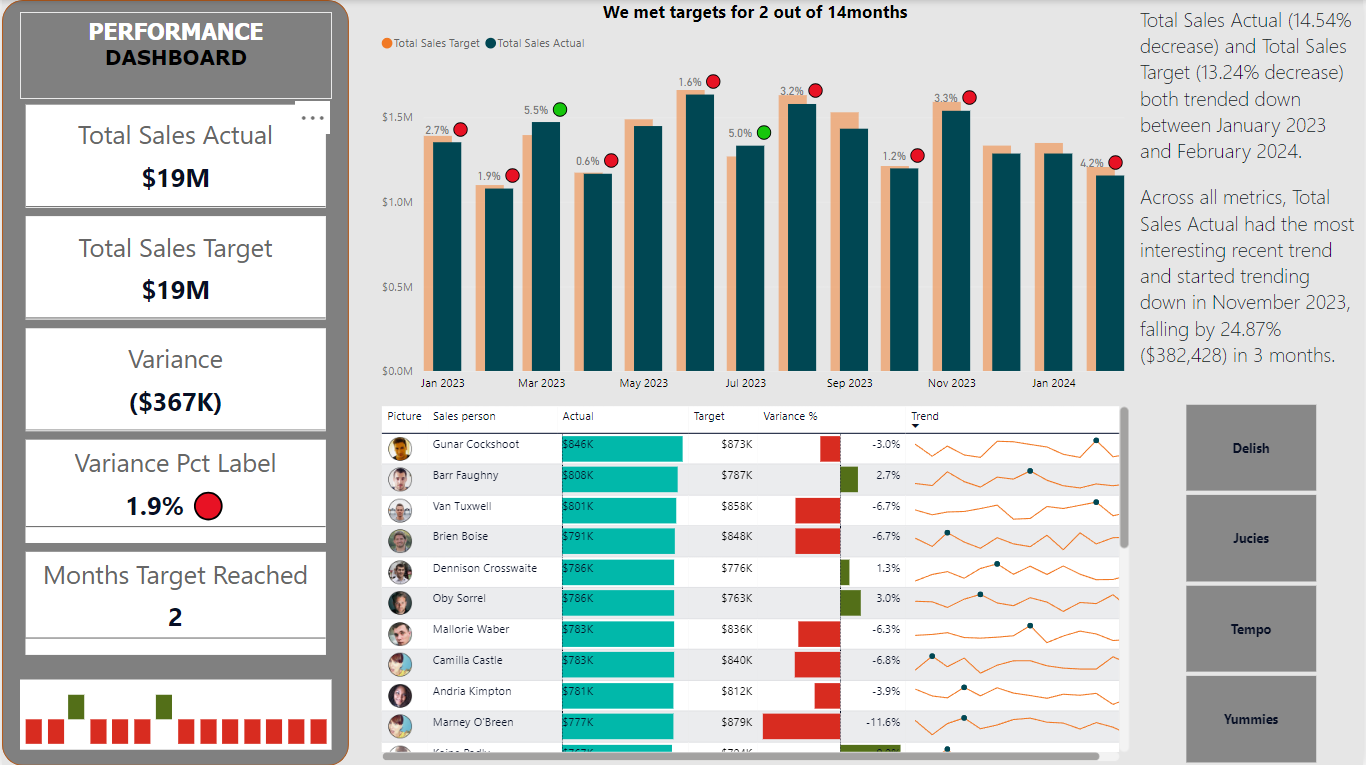 PERFORMANCE
DASHBOARD
Total Sales Actual
$19M
Total Sales Target
$19M
Variance
($367K)
Variance Pct Label
1.9%
Months Target Reached
2
We met targets for 2 out of 14months
Total Sales Target Total Sales Actual
$1.5M
$1.0M
$0.5M
$0.0M
2.7% 1.9% 5.5% 0.6% 1.6% 5.0% 3.2% 1.2% 3.3% 4.2%
Jan 2023 Mar 2023 May 2023 Jul 2023 Sep 2023 Nov 2023 Jan 2024
Total Sales Actual (14.54%
decrease) and Total Sales
Target (13.24% decrease)
both trended down
between January 2023
and February 2024.
Across all metrics, Total
Sales Actual had the most
interesting recent trend
and started trending
down in November 2023,
falling by 24.87%
($382,428) in 3 months.
Picture Sales person Actual Target Variance % Trend
Gunar Cockshoot $846K $873K -3.0%
Barr Faughny $808K $787K 2.7%
Van Tuxwell $801K $858K -6.7%
Brien Boise $791K $848K -6.7%
Dennison Crosswaite $786K $776K 1.3%
Oby Sorrel $786K $763K 3.0%
Mallorie Waber $783K $836K -6.3%
Camilla Castle $783K $840K -6.8%
Andria Kimpton $781K $812K -3.9%
Marney O'Breen $777K $879K -11.6%
Delish
Jucies
Tempo
Yummies